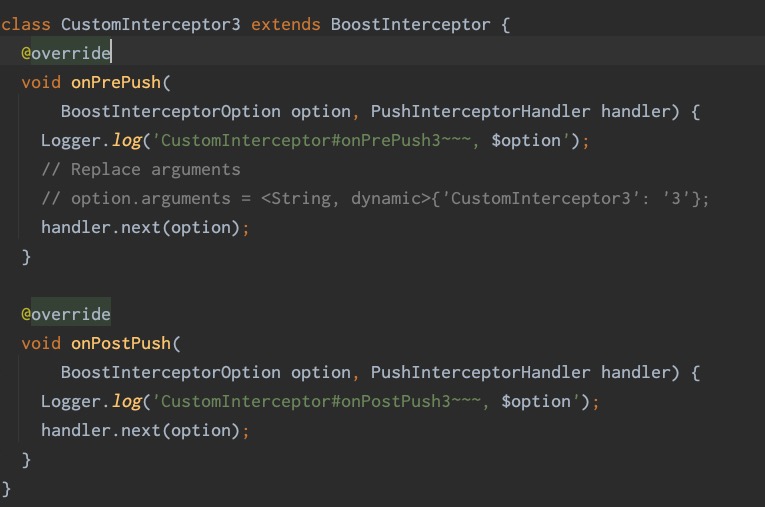 class CustomInterceptor3 extends BoostInterceptor {
@override
void onPrePush(
BoostInterceptorOption option, PushInterceptorHandler handler) {
Logger.log('CustomInterceptor#onPrePush3~~~, $option');
// Replace arguments
// option.arguments = <String, dynamic>{'CustomInterceptor3': '3'};
handler.next(option);
}
@override
void onPostPush(
BoostInterceptorOption option, PushInterceptorHandler handler) {
Logger.log('CustomInterceptor#onPostPush3~~~, $option');
handler.next(option);
}
}